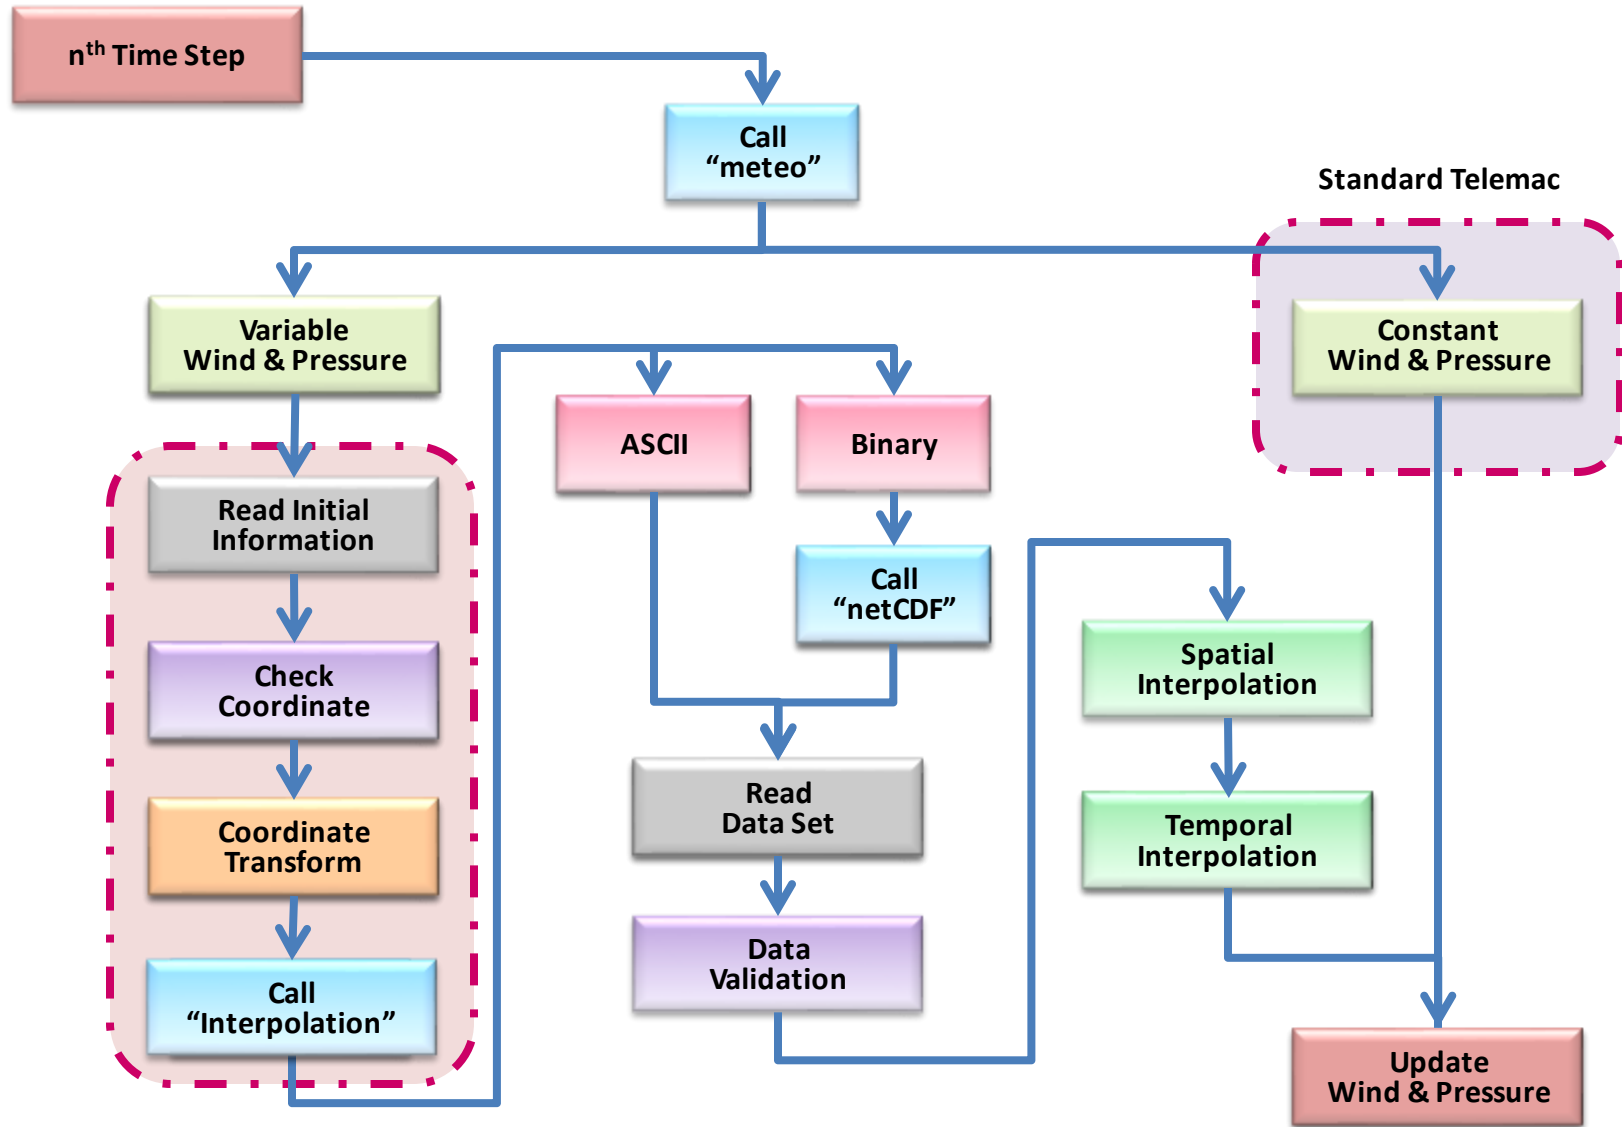 nth Time Step
Call
“meteo”
Standard Telemac
Variable
Wind & Pressure
Constant
Wind & Pressure
ASCII
Binary
Read Initial
Information
Call
“netCDF”
Check
Coordinate
Spatial
Interpolation
Coordinate
Transform
Read
Data Set
Temporal
Interpolation
Call
“Interpolation”
Data
Validation
Update
Wind & Pressure